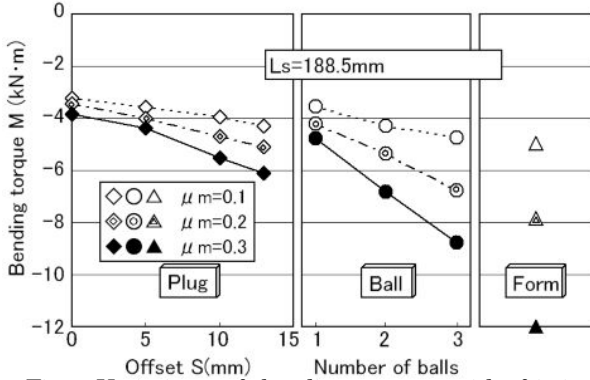 Bending torque M (kN・m)
0
−2
−4
−6
−8
−10
−12
Ls=188.5mm
μm=0.1
μm=0.2
μm=0.3
Plug
Ball
Form
0 5 10 15
1 2 3
Offset S(mm)
Number of balls